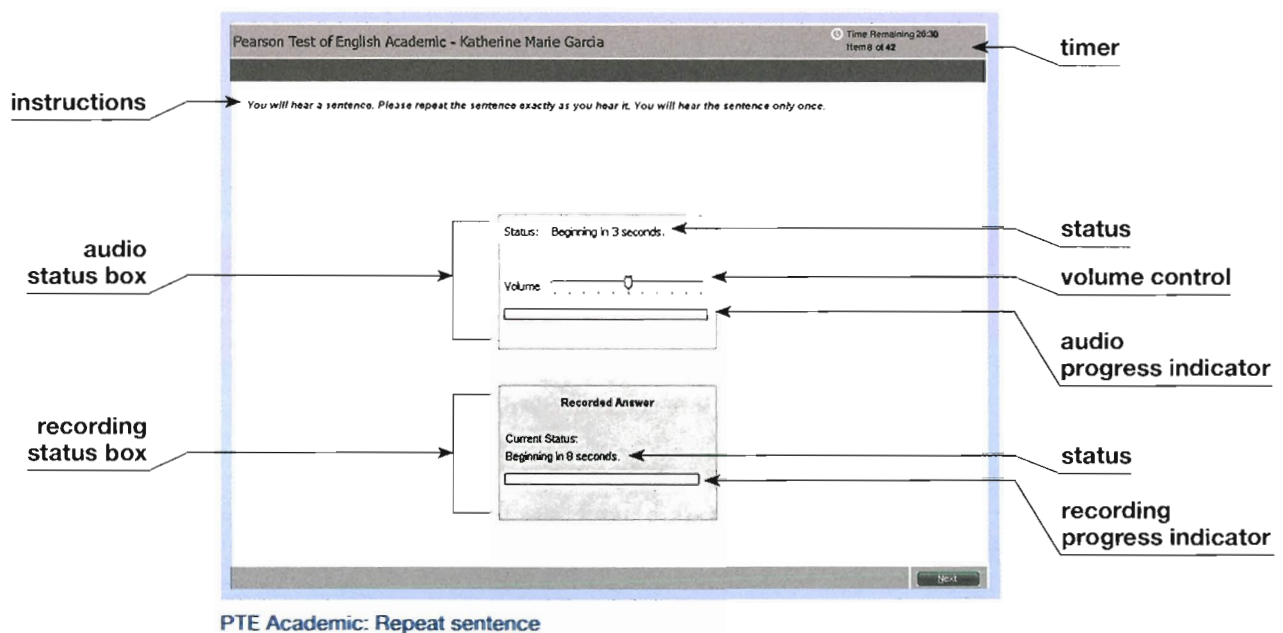 Pearson Test of English Academic - Katherine Marie Garcia
Time Remaining 26:30
Item 8 of 42
timer
instructions
You will hear a sentence. Please repeat the sentence exactly as you hear it. You will hear the sentence only once.
audio
status box
Status: Beginning in 3 seconds.
status
Volume
volume control
audio
progress indicator
recording
status box
Recorded Answer
Current Status:
Beginning in 8 seconds.
status
recording
progress indicator
Next
PTE Academic: Repeat sentence